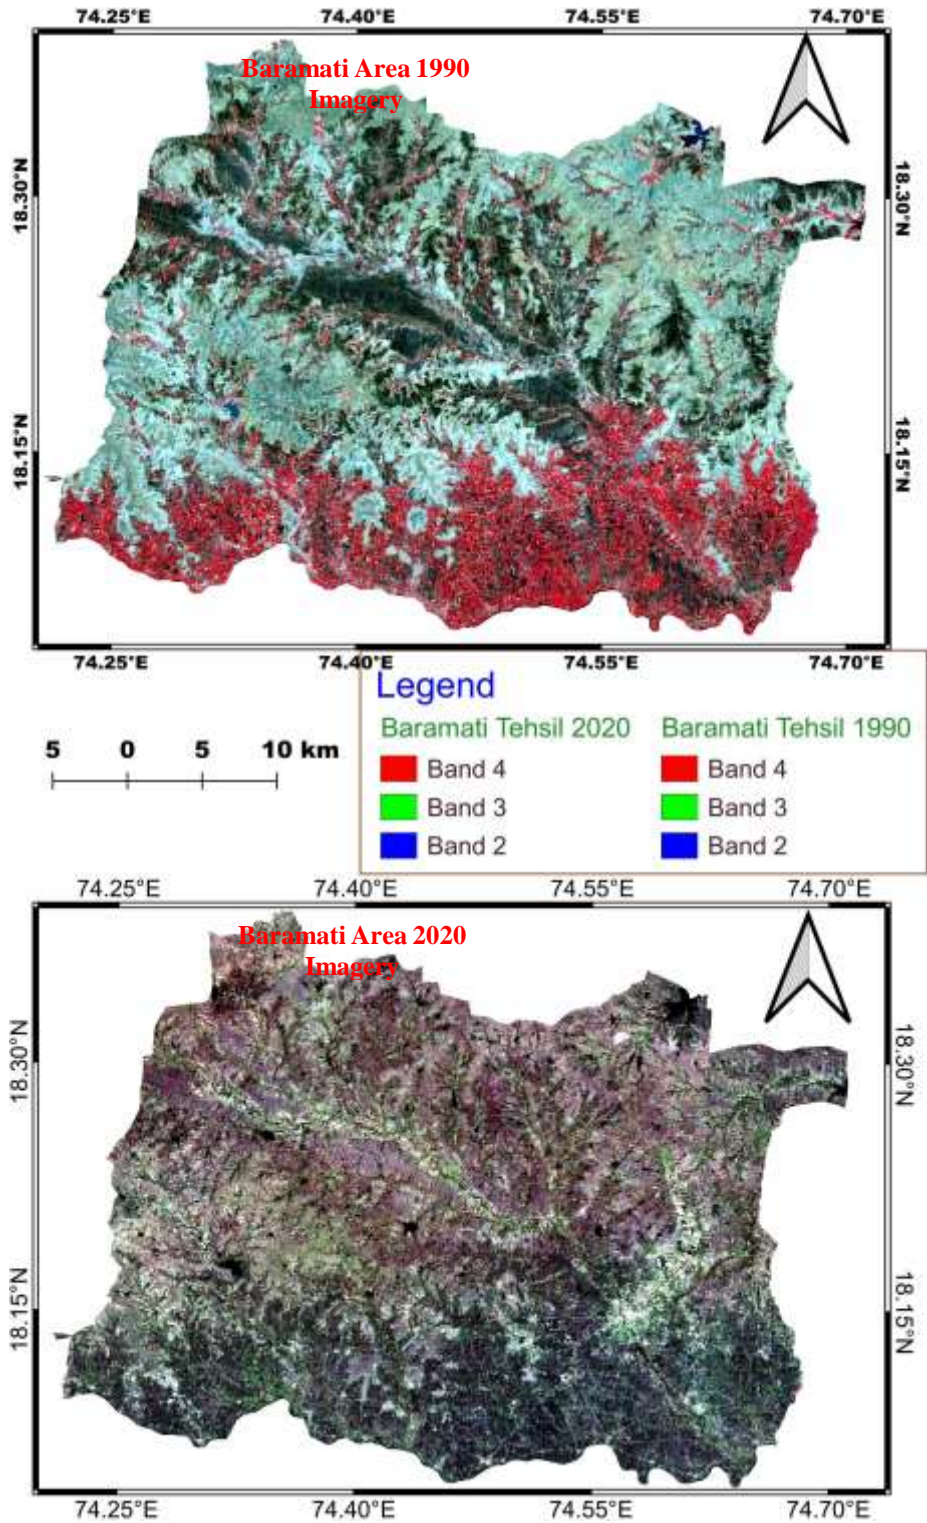 74.25°E 74.40°E 74.55°E 74.70°E
Baramati Area 1990
Imagery
18.30°N 18.30°N
18.15°N 18.15°N
74.25°E 74.40°E 74.55°E 74.70°E
Legend
Baramati Tehsil 2020 Baramati Tehsil 1990
Band 4 Band 4
Band 3 Band 3
Band 2 Band 2
5 0 5 10 km
74.25°E 74.40°E 74.55°E 74.70°E
Baramati Area 2020
Imagery
18.30°N 18.30°N
18.15°N 18.15°N
74.25°E 74.40°E 74.55°E 74.70°E